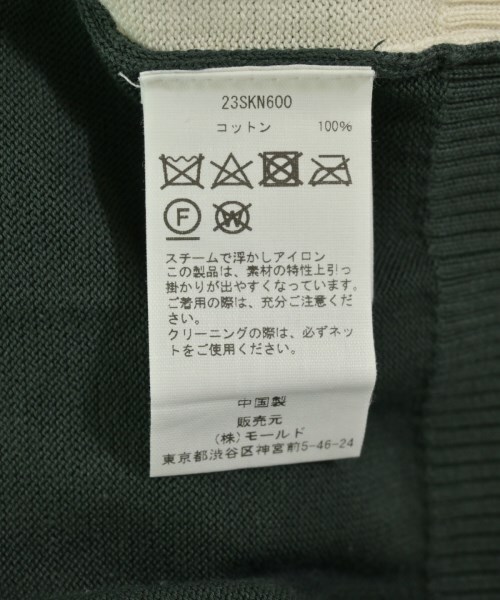 23SKN600
コットン 100%
F W
スチームで浮かしアイロン
この製品は、素材の特性上引っ
掛かりが出やすくなっています。
ご着用の際は、充分ご注意くだ
さい。
クリーニングの際は、必ずネッ
トをご使用ください。
中国製
販売元
(株)モールド
東京都渋谷区神宮前5-46-24